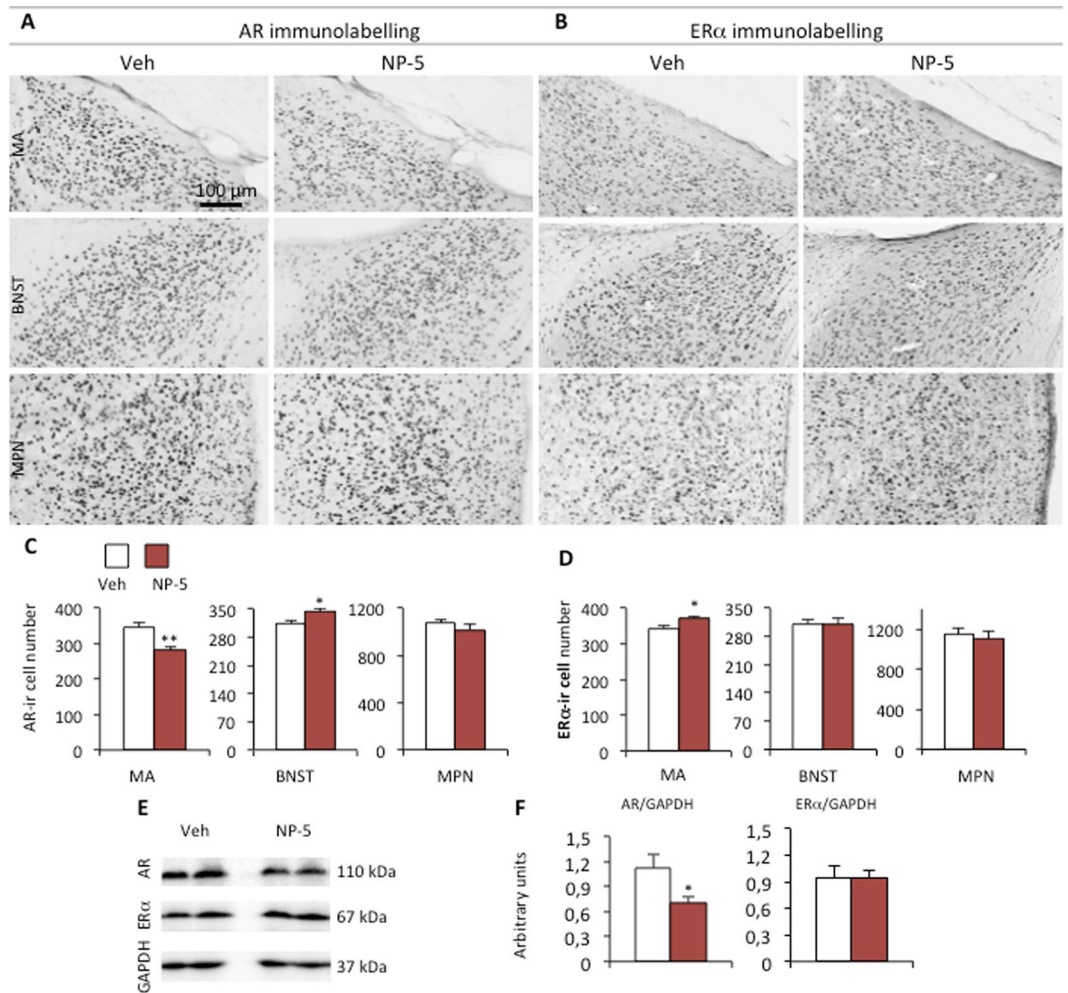 A AR immunolabelling B ERα immunolabelling
Veh NP-5 Veh NP-5
MA
100 µm
BNST
MPN
C
Veh NP-5
AR-ir cell number
400
300
200
100
0
**
MA
350
280
210
140
70
0
*
BNST
1200
800
400
0
MPN
D
ERα-ir cell number
400
300
200
100
0
*
MA
350
280
210
140
70
0
BNST
1200
800
400
0
MPN
E
Veh NP-5
AR 110 kDa
ERα 67 kDa
GAPDH 37 kDa
F
AR/GAPDH
Arbitrary units
1,5
1,2
0,9
0,6
0,3
0
*
ERα/GAPDH
1,5
1,2
0,9
0,6
0,3
0